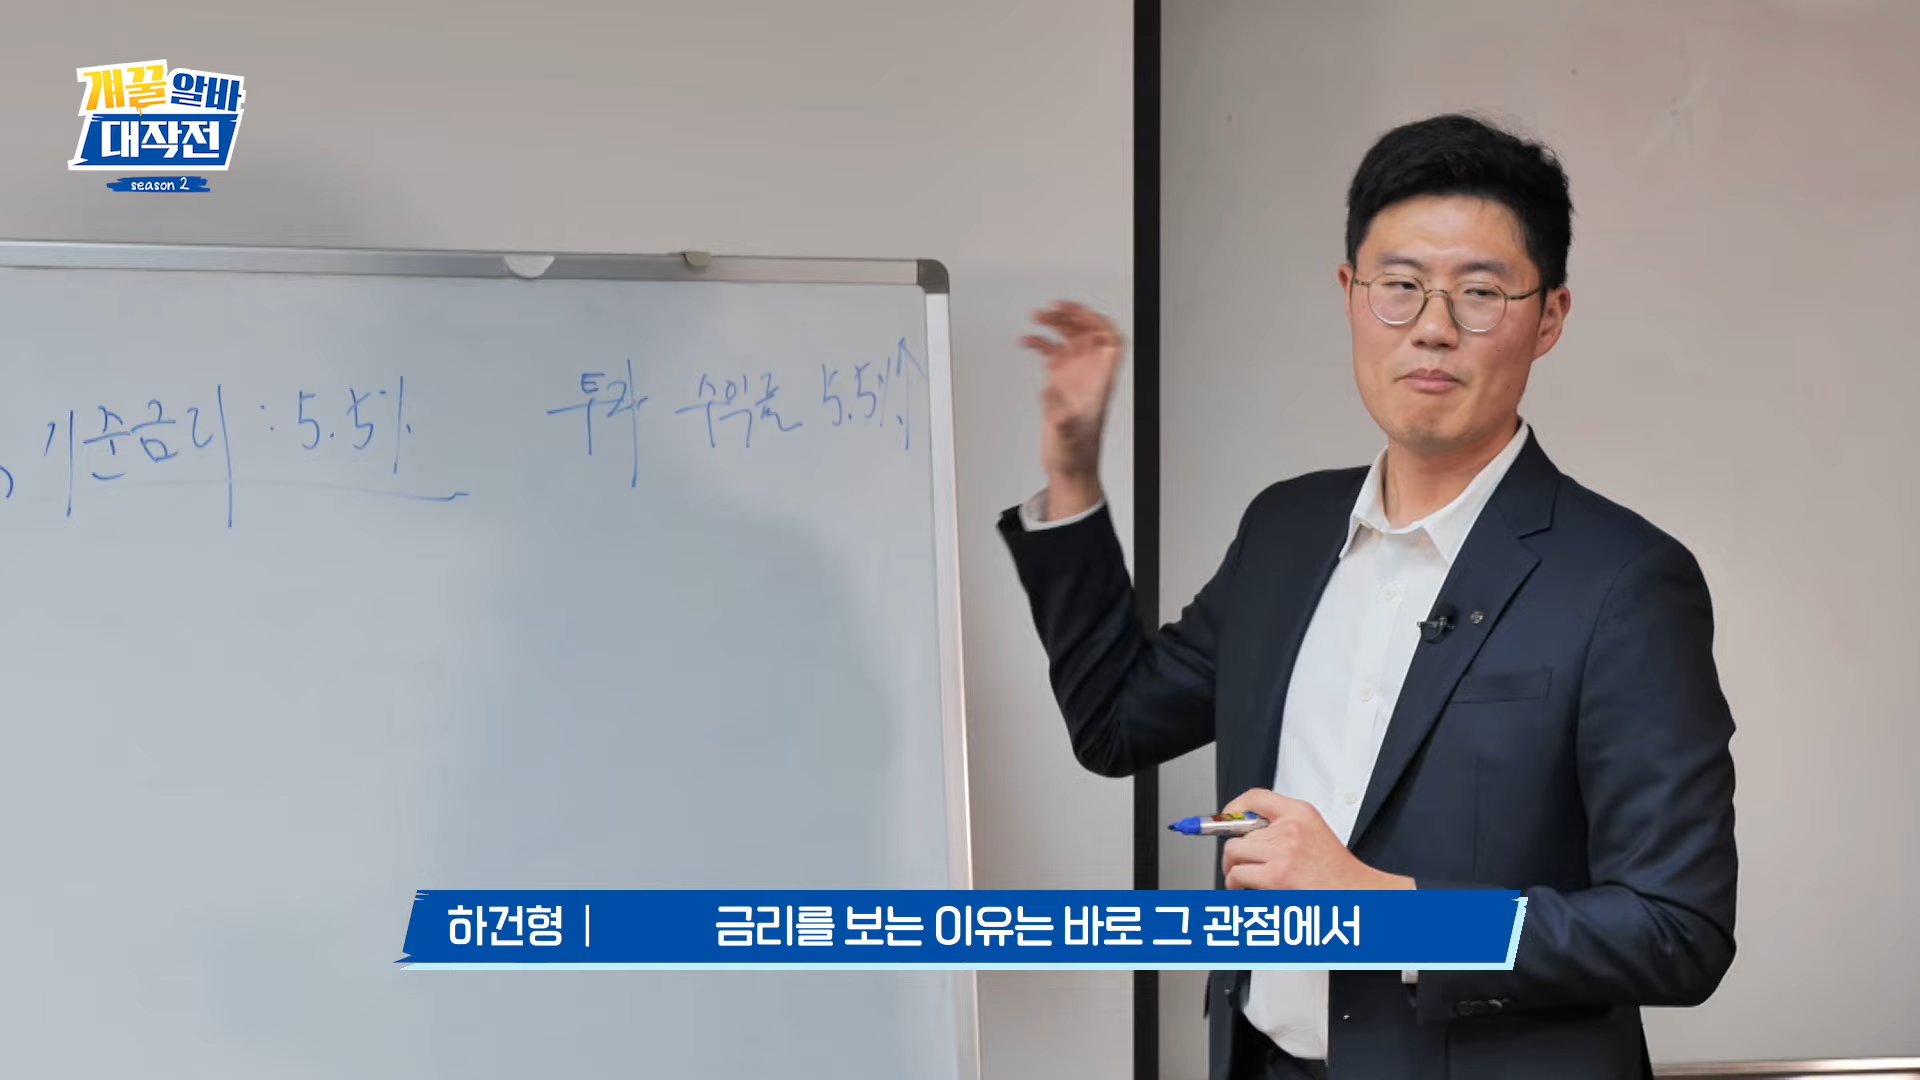 개꿀알바
대작전
season 2
기준금리 : 5.5%
투자 수익률 5.5%↑
하건형 | 금리를 보는 이유는 바로 그 관점에서